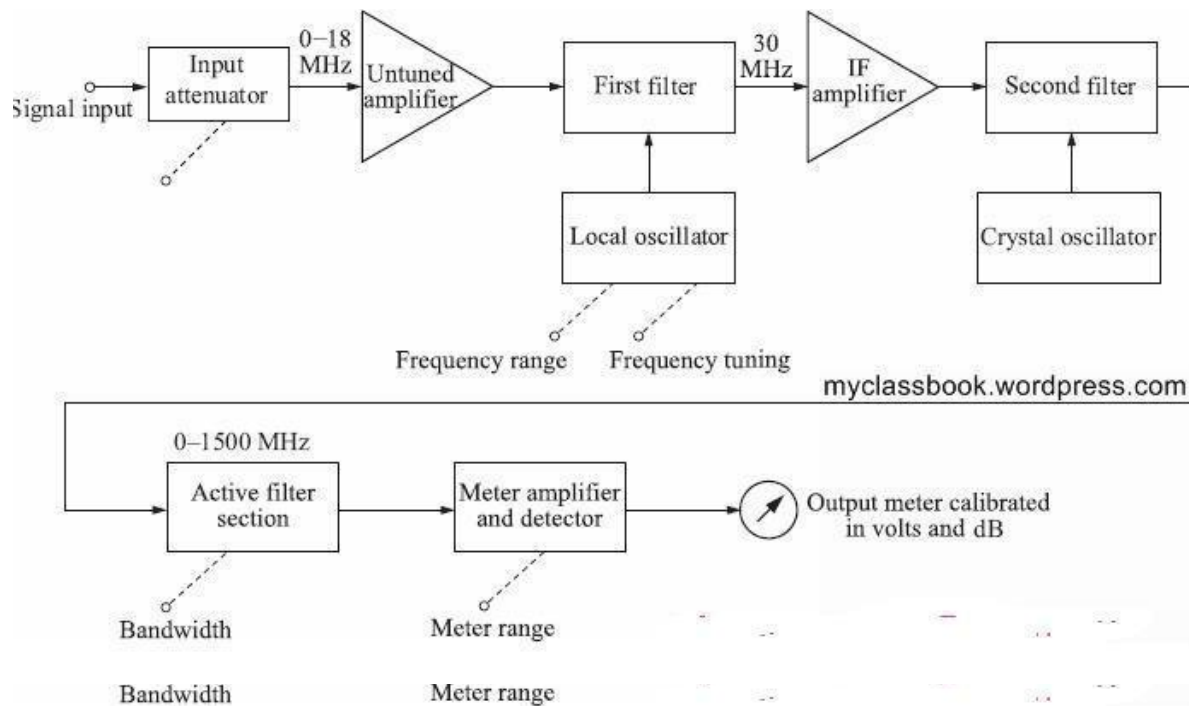 Signal input
Input
attenuator
0–18
MHz
Untuned
amplifier
First filter
30
MHz
IF
amplifier
Second filter
Local oscillator
Crystal oscillator
Frequency range
Frequency tuning
myclassbook.wordpress.com
0–1500 MHz
Active filter
section
Meter amplifier
and detector
Output meter calibrated
in volts and dB
Bandwidth
Meter range
Bandwidth
Meter range